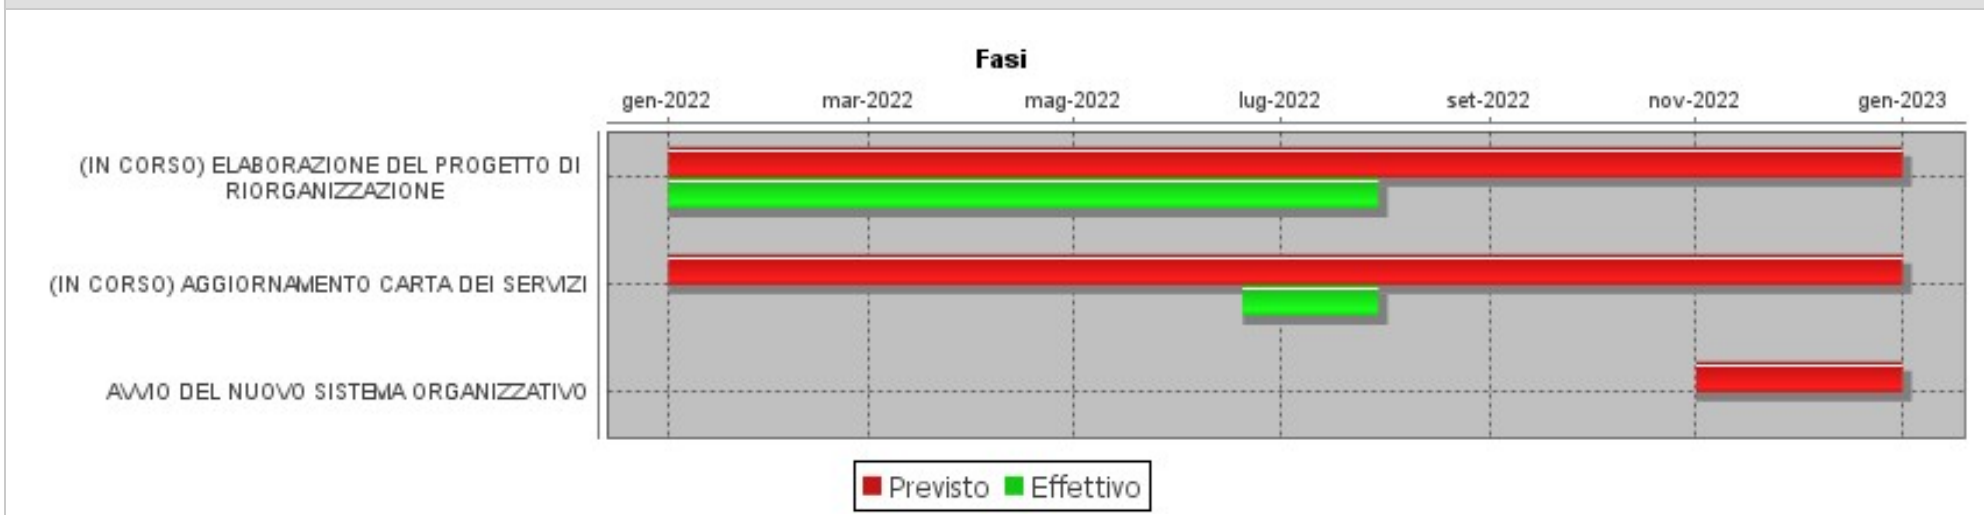 Fasi
gen-2022 mar-2022 mag-2022 lug-2022 set-2022 nov-2022 gen-2023
(IN CORSO) ELABORAZIONE DEL PROGETTO DI
RIORGANIZZAZIONE
(IN CORSO) AGGIORNAMENTO CARTA DEI SERVIZI
AVVIO DEL NUOVO SISTEMA ORGANIZZATIVO
Previsto Effettivo